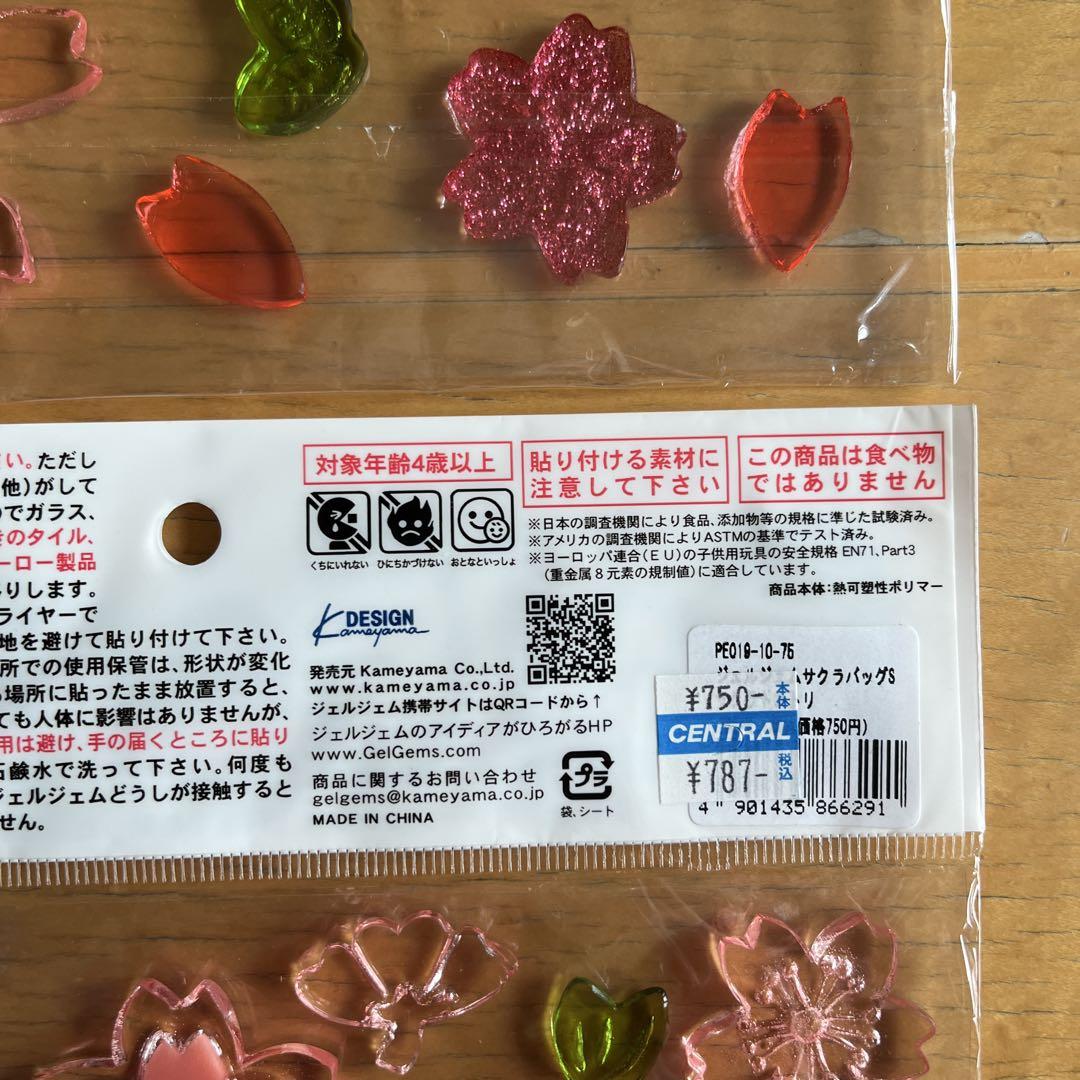 い。ただし
他)がして
のでガラス、
きのタイル、
ーロー製品
りします。
ライヤーで
地を避けて貼り付けて下さい。
所での使用保管は、形状が変化
場所に貼ったまま放置すると、
ても人体に影響はありませんが、
用は避け、手の届くところに貼り
石鹸水で洗って下さい。何度も
ジェルジェムどうしが接触すると
せん。
対象年齢4歳以上
くちにいれない ひにちかづけない おとなといっしょ
貼り付ける素材に
注意して下さい
この商品は食べ物
ではありません
※日本の調査機関により食品、添加物等の規格に準じた試験済み。
※アメリカの調査機関によりASTMの基準でテスト済み。
※ヨーロッパ連合(EU)の子供用玩具の安全規格 EN71、Part3
(重金属8元素の規制値)に適合しています。
商品本体:熱可塑性ポリマー
K DESIGN
Kameyama
発売元 Kameyama Co.,Ltd.
www.kameyama.co.jp
ジェルジェム携帯サイトはQRコードから↑
ジェルジェムのアイディアがひろがるHP
www.GelGems.com
商品に関するお問い合わせ
gelgems@kameyama.co.jp
MADE IN CHINA
プラ
袋、シート
PE019-10-75
ジェルジェムサクラバッグS
リ
価格750円)
¥750-
本体
CENTRAL
¥787-
税込
4 901435 866291